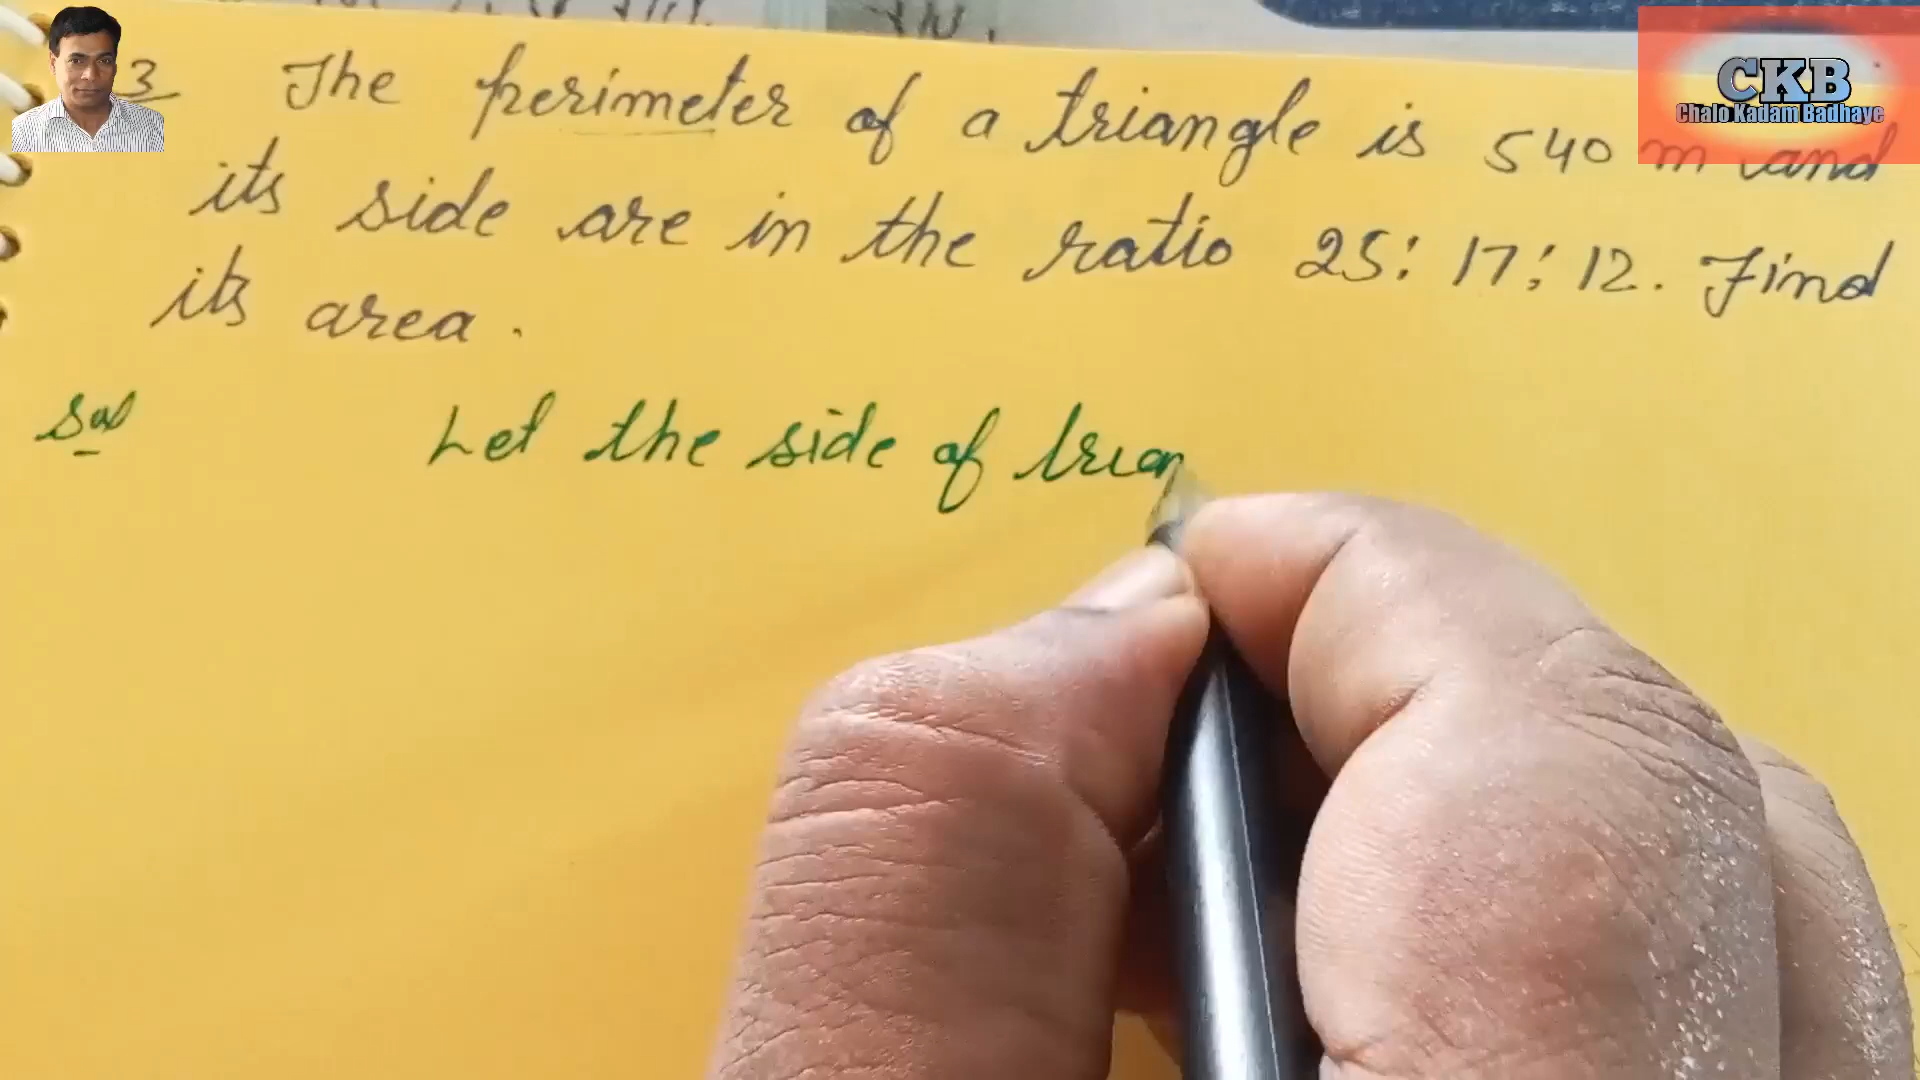 3 The perimeter of a triangle is 540 m and
its side are in the ratio 25: 17: 12. Find
its area.
Sol Let the side of trian
CKB
Chalo Kadam Badhaye